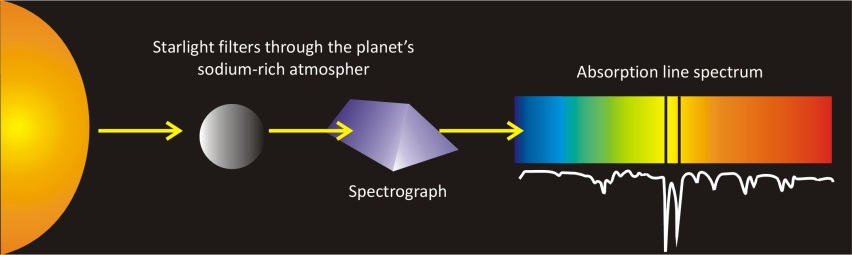 Starlight filters through the planet's
sodium-rich atmospher
Absorption line spectrum
Spectrograph